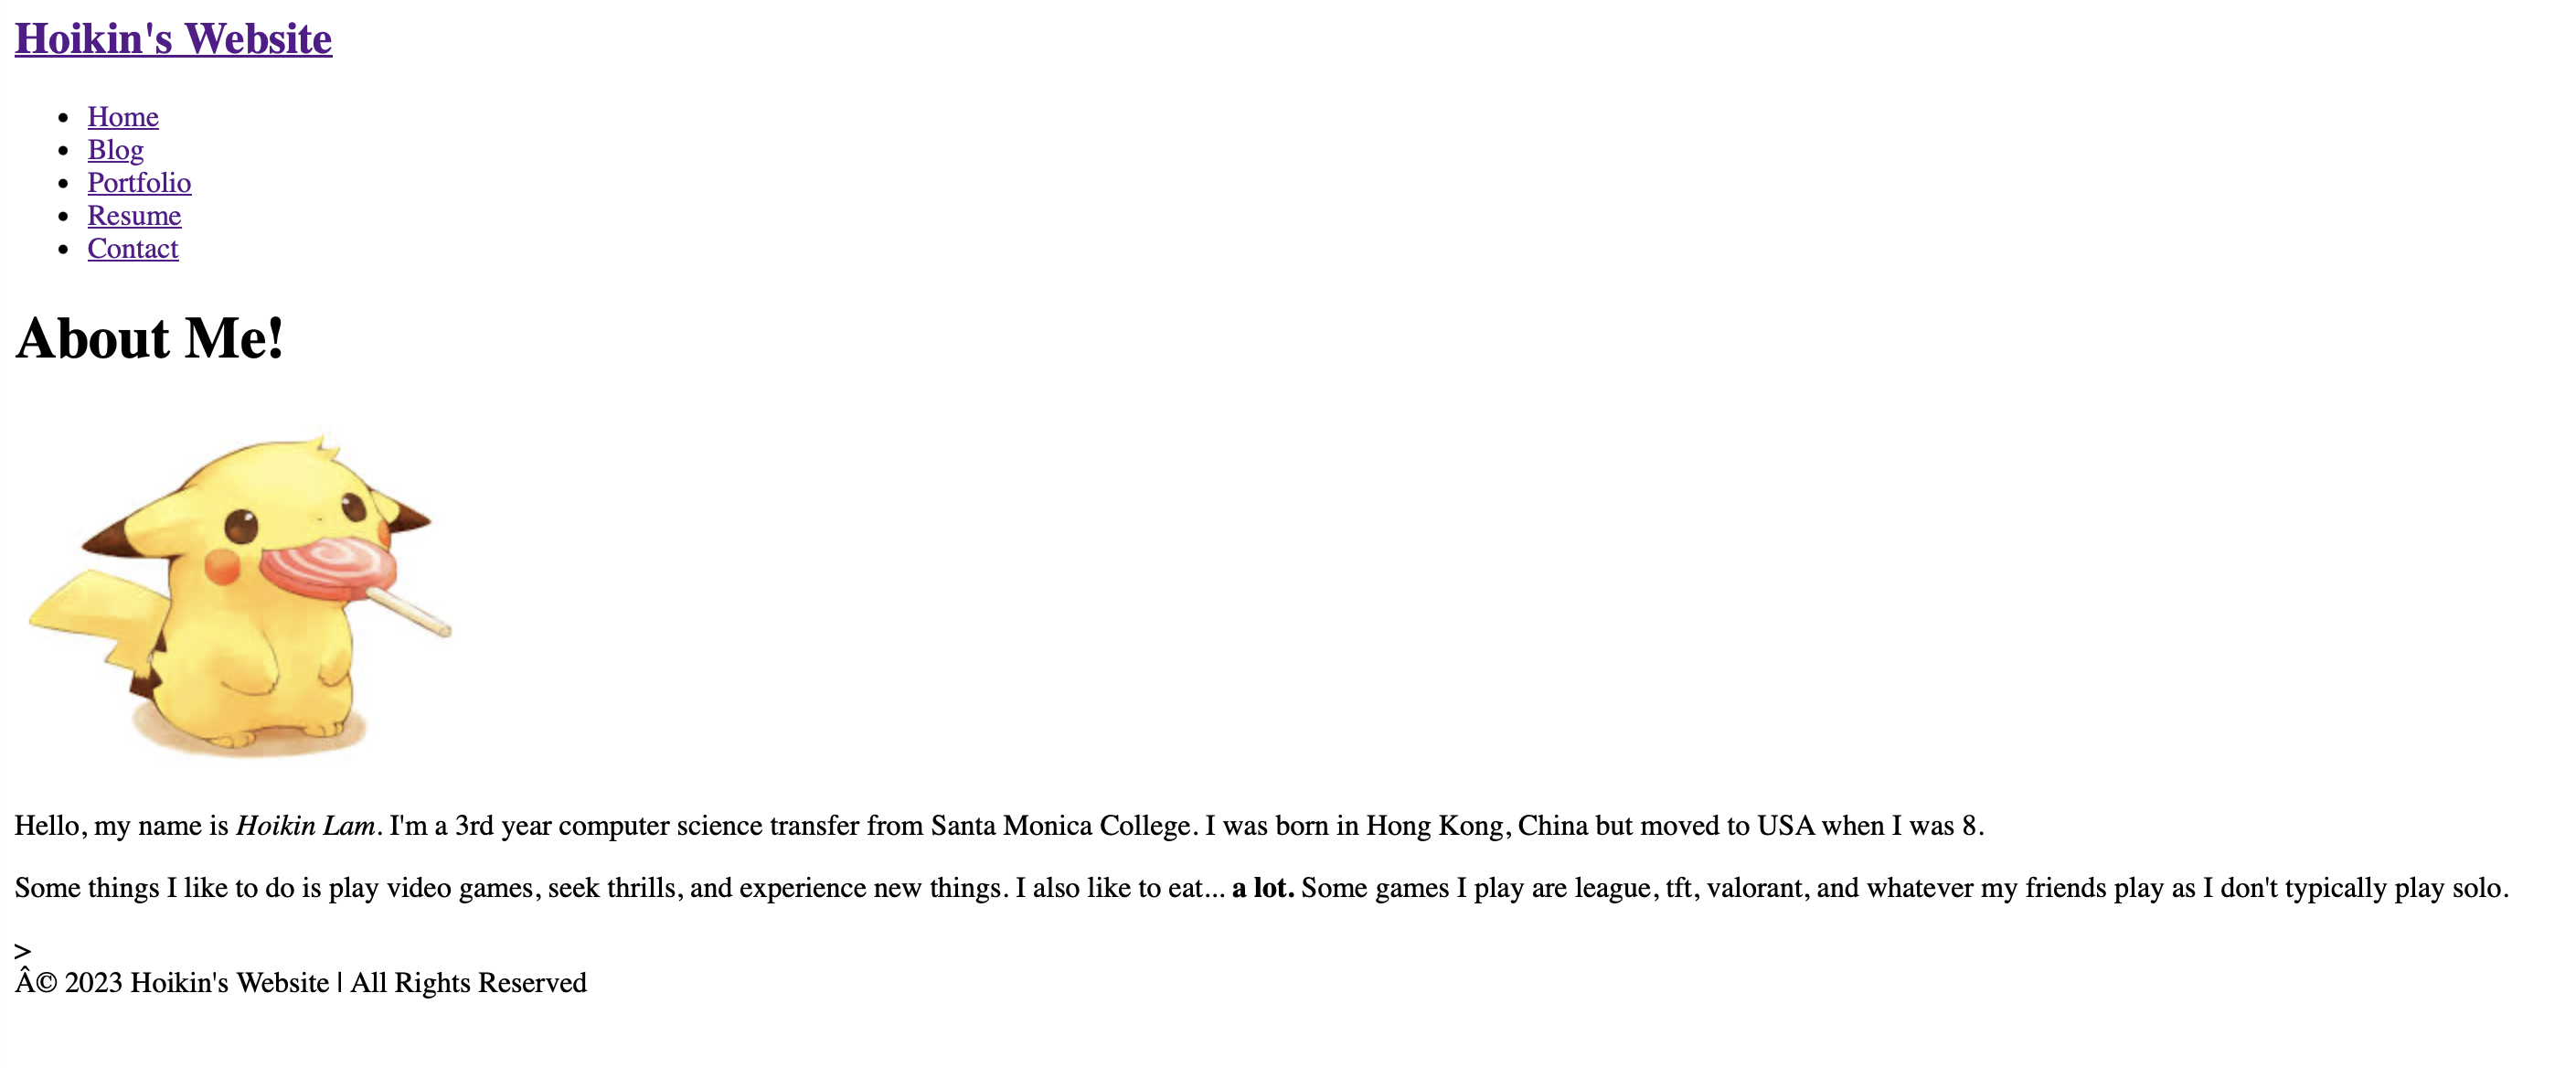 Hoikin's Website
Home
Blog
Portfolio
Resume
Contact
About Me!
Hello, my name is Hoikin Lam. I'm a 3rd year computer science transfer from Santa Monica College. I was born in Hong Kong, China but moved to USA when I was 8.
Some things I like to do is play video games, seek thrills, and experience new things. I also like to eat... a lot. Some games I play are league, tft, valorant, and whatever my friends play as I don't typically play solo.
>
Â© 2023 Hoikin's Website | All Rights Reserved